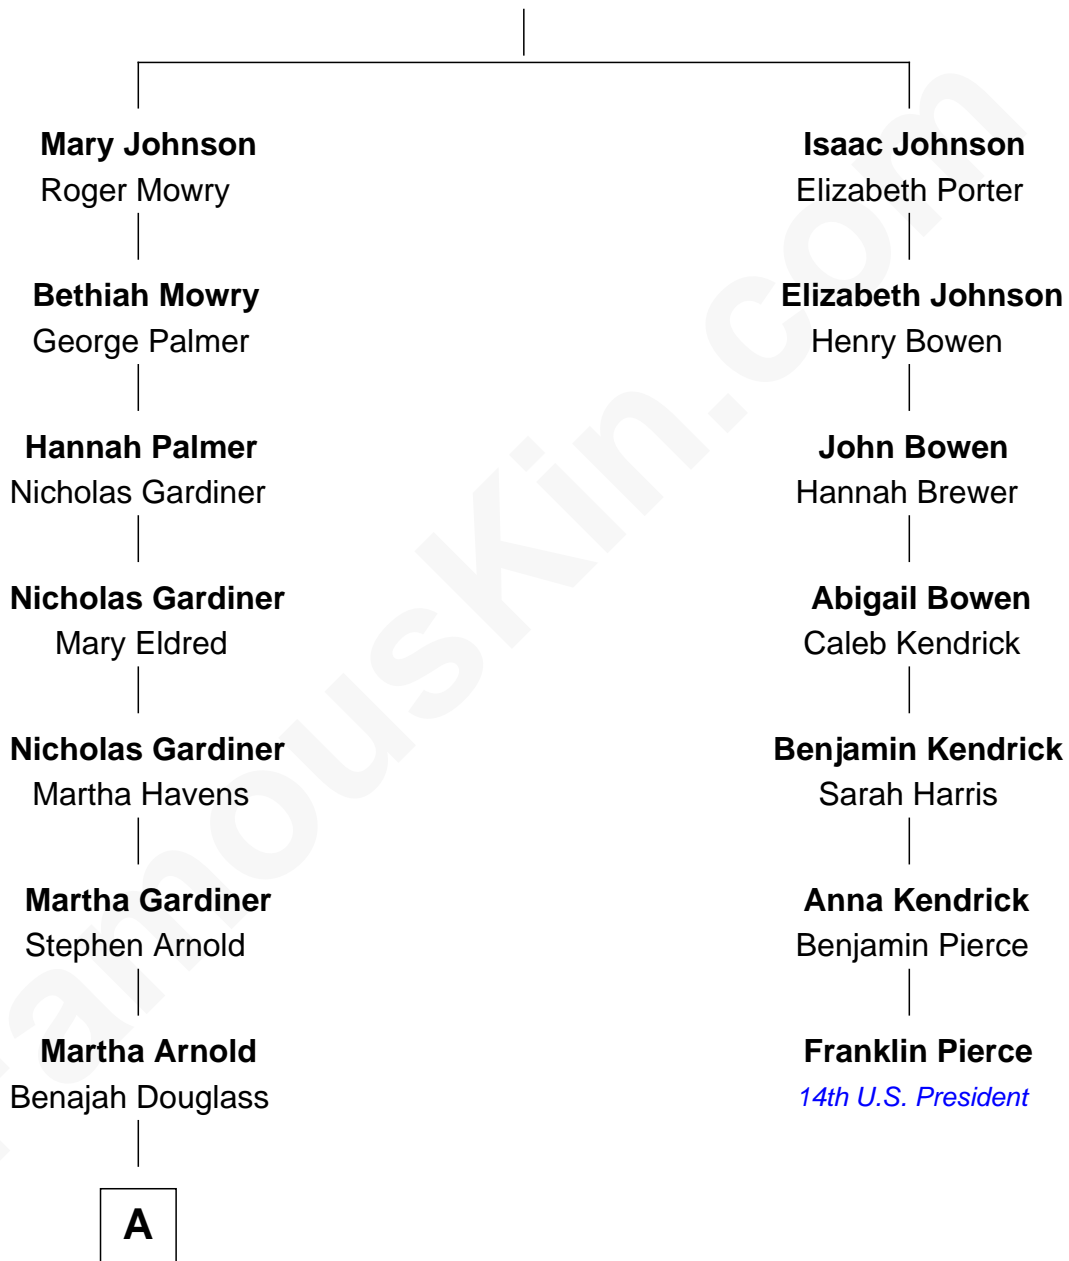 Mary Johnson
Roger Mowry
Isaac Johnson
Elizabeth Porter
Bethiah Mowry
George Palmer
Elizabeth Johnson
Henry Bowen
Hannah Palmer
Nicholas Gardiner
John Bowen
Hannah Brewer
Nicholas Gardiner
Mary Eldred
Abigail Bowen
Caleb Kendrick
Nicholas Gardiner
Martha Havens
Benjamin Kendrick
Sarah Harris
Martha Gardiner
Stephen Arnold
Anna Kendrick
Benjamin Pierce
Martha Arnold
Benajah Douglass
Franklin Pierce
14th U.S. President
A
FamousKin.com